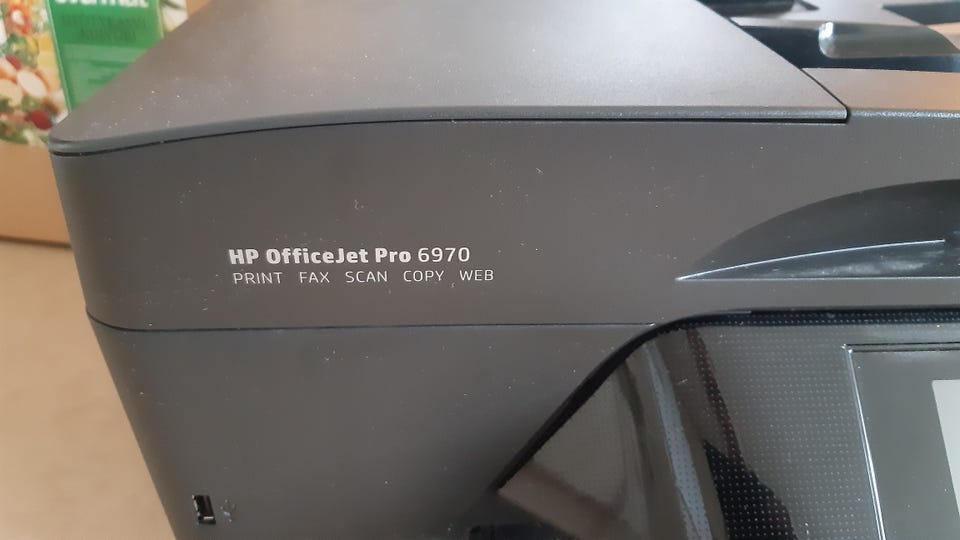 HP OfficeJet Pro 6970
PRINT FAX SCAN COPY WEB